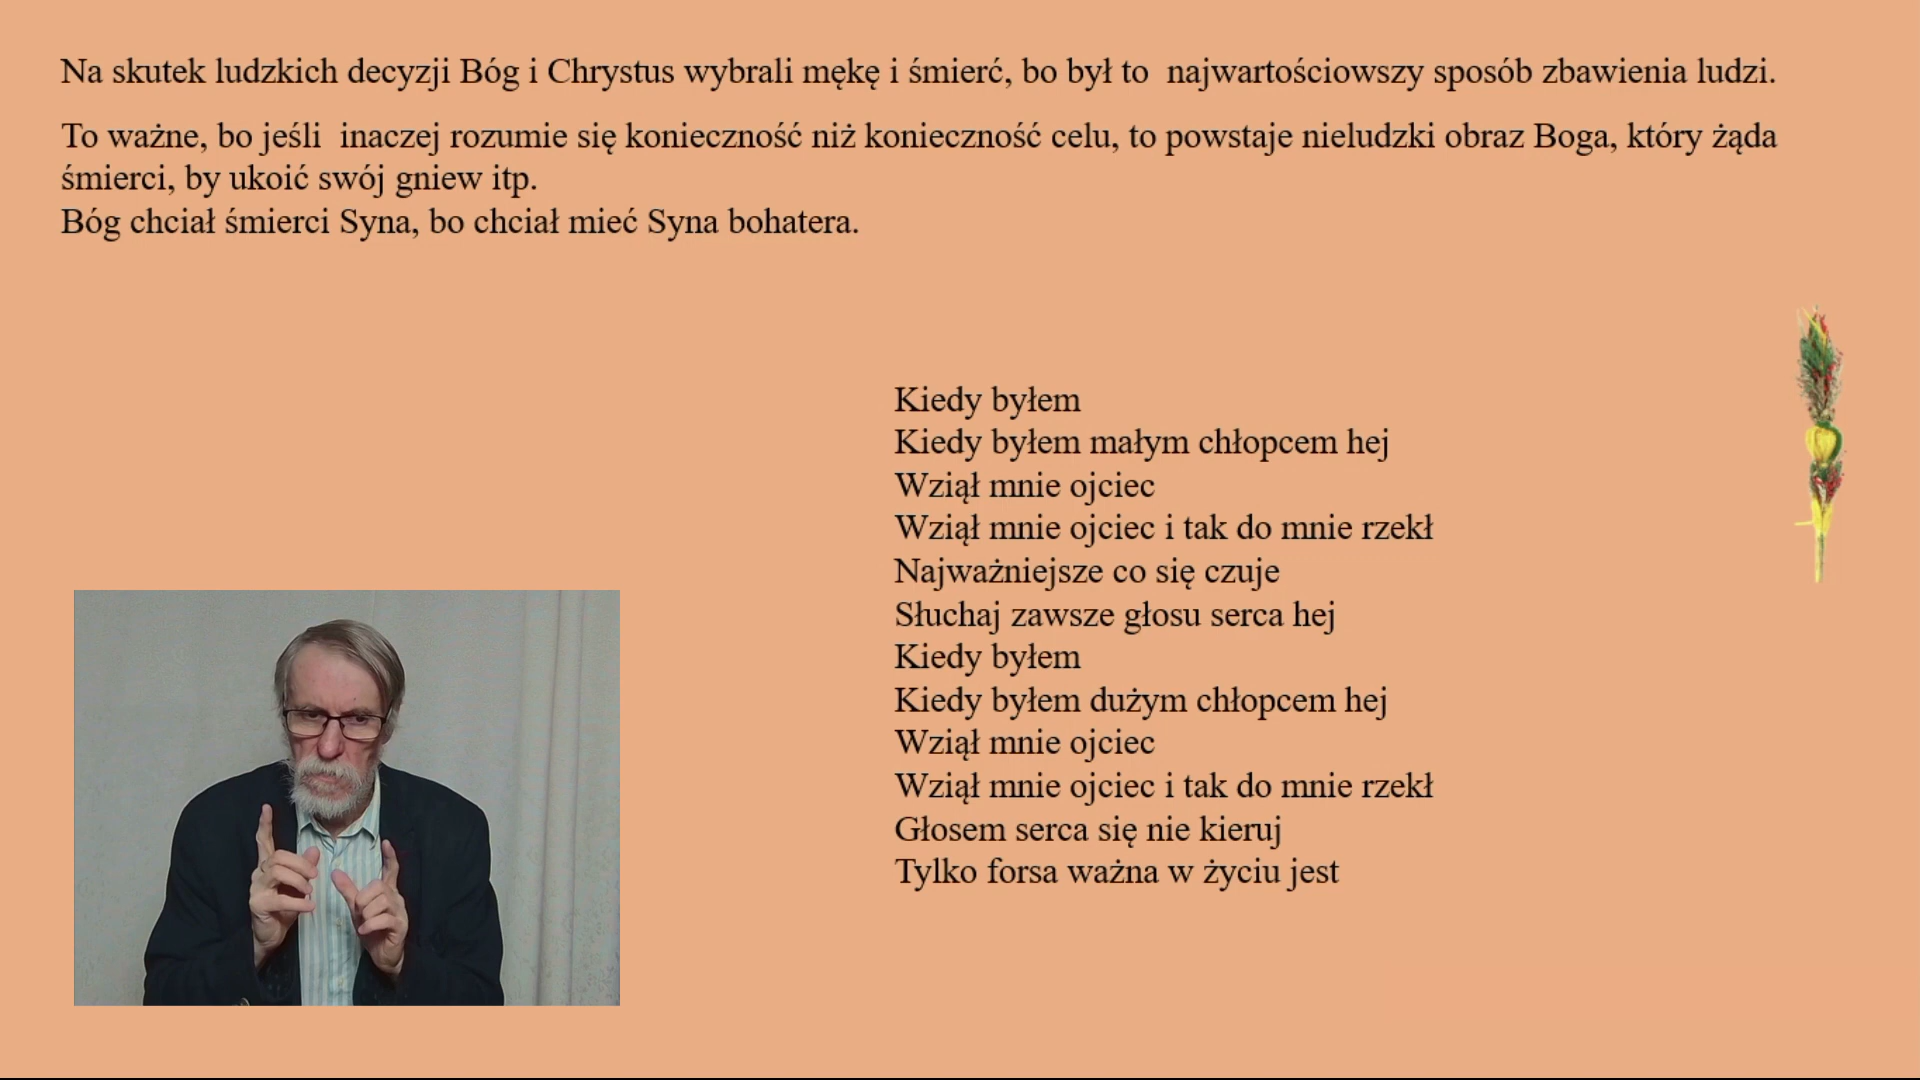 Na skutek ludzkich decyzji Bóg i Chrystus wybrali mękę i śmierć, bo był to  najwartościowszy sposób zbawienia ludzi.
To ważne, bo jeśli  inaczej rozumie się konieczność niż konieczność celu, to powstaje nieludzki obraz Boga, który żąda
śmierci, by ukoić swój gniew itp.
Bóg chciał śmierci Syna, bo chciał mieć Syna bohatera.
Kiedy byłem
Kiedy byłem małym chłopcem hej
Wziął mnie ojciec
Wziął mnie ojciec i tak do mnie rzekł
Najważniejsze co się czuje
Słuchaj zawsze głosu serca hej
Kiedy byłem
Kiedy byłem dużym chłopcem hej
Wziął mnie ojciec
Wziął mnie ojciec i tak do mnie rzekł
Głosem serca się nie kieruj
Tylko forsa ważna w życiu jest